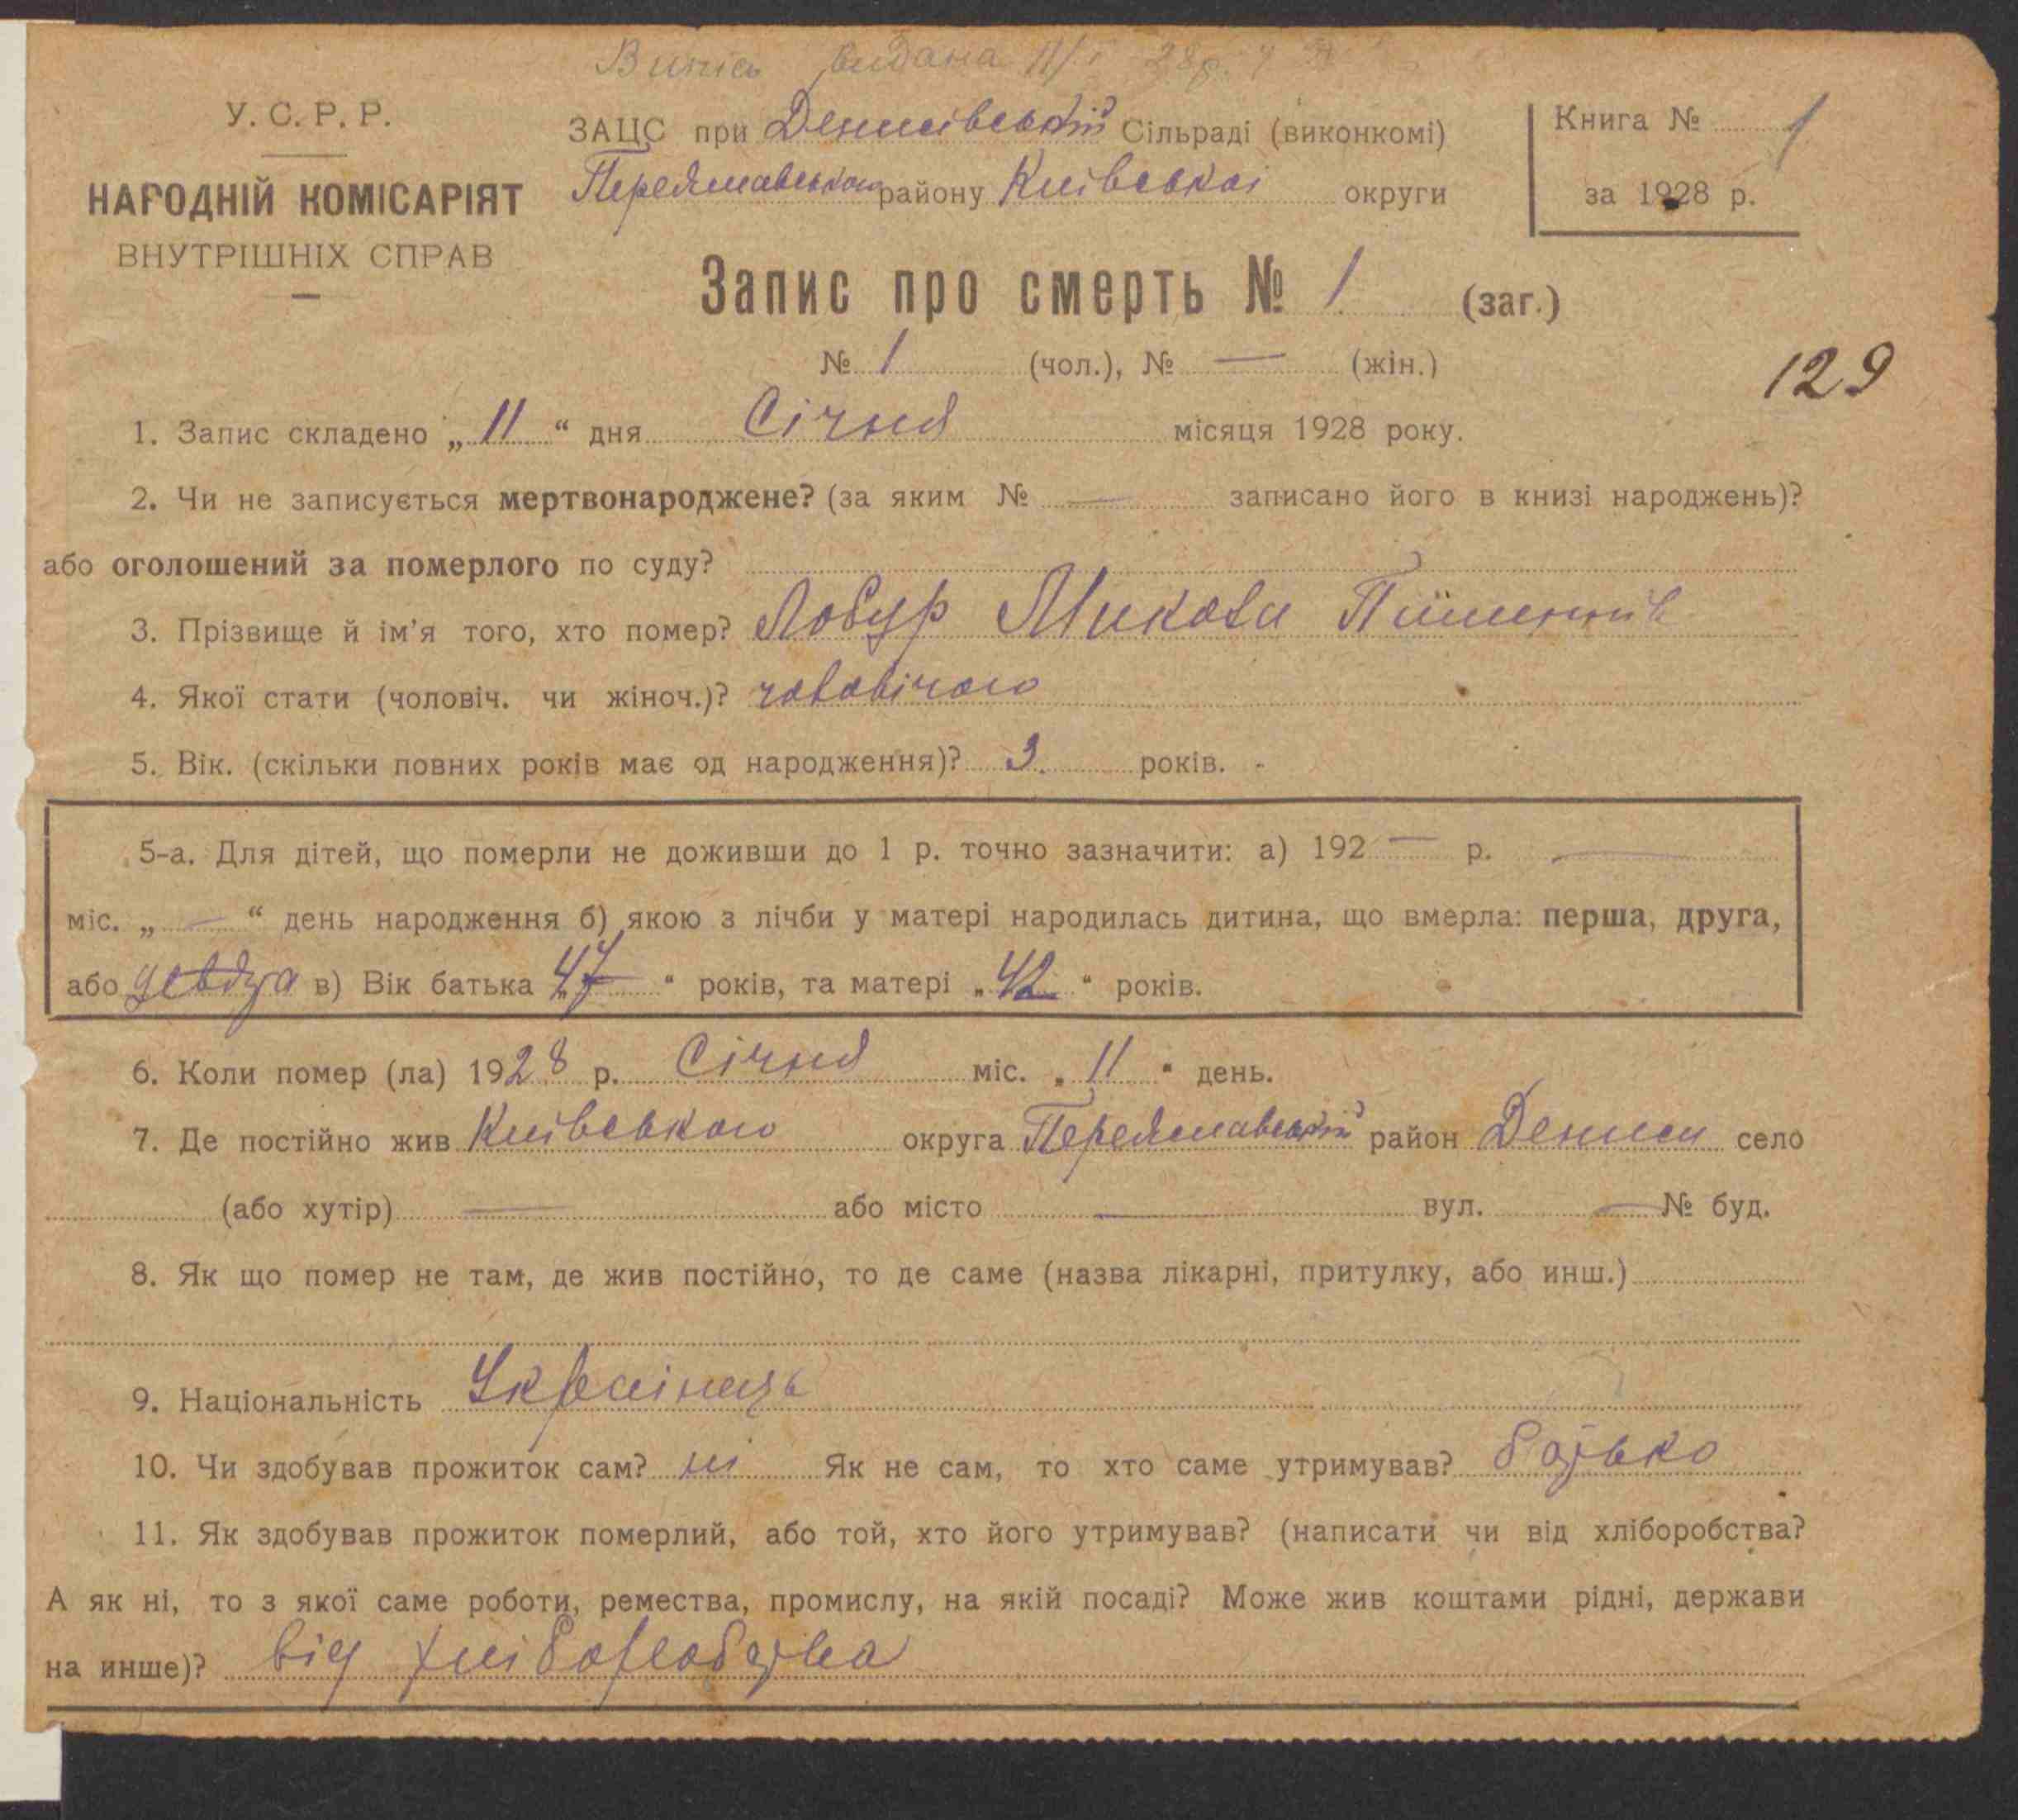 Випись видана 11/І 28р.
У. С. Р. Р.
НАРОДНІЙ КОМІСАРІЯТ
ВНУТРІШНІХ СПРАВ
ЗАЦС при Денисівській Сільраді (виконкомі)
Переяславського району Київської округи
Книга № 1
за 1928 р.
Запис про смерть № 1 (заг.)
№ 1 (чол.), № — (жін.)
129
1. Запис складено „ 11 “ дня Січня місяця 1928 року.
2. Чи не записується мертвонароджене? (за яким № — записано його в книзі народжень)?
або оголошений за померлого по суду?
3. Прізвище й ім'я того, хто помер? Лобур Микола
4. Якої стати (чоловіч. чи жіноч.)? чоловічого
5. Вік. (скільки повних років має од народження)? 3 років.
5-а. Для дітей, що померли не доживши до 1 р. точно зазначити: а) 192 — р. —
міс. „ — “ день народження б) якою з лічби у матері народилась дитина, що вмерла: перша, друга,
або в) Вік батька „47“ років, та матері „42“ років.
6. Коли помер (ла) 1928 р. Січня міс. „ 11 “ день.
7. Де постійно жив Київського округа Переяславський район Дениси село
(або хутір) — або місто — вул. — № буд.
8. Як що помер не там, де жив постійно, то де саме (назва лікарні, притулку, або инш.)
9. Національність Українець
10. Чи здобував прожиток сам? ні Як не сам, то хто саме утримував? батько
11. Як здобував прожиток померлий, або той, хто його утримував? (написати чи від хліборобства?
А як ні, то з якої саме роботи, ремества, промислу, на якій посаді? Може жив коштами рідні, держави
на инше)? від хліборобства